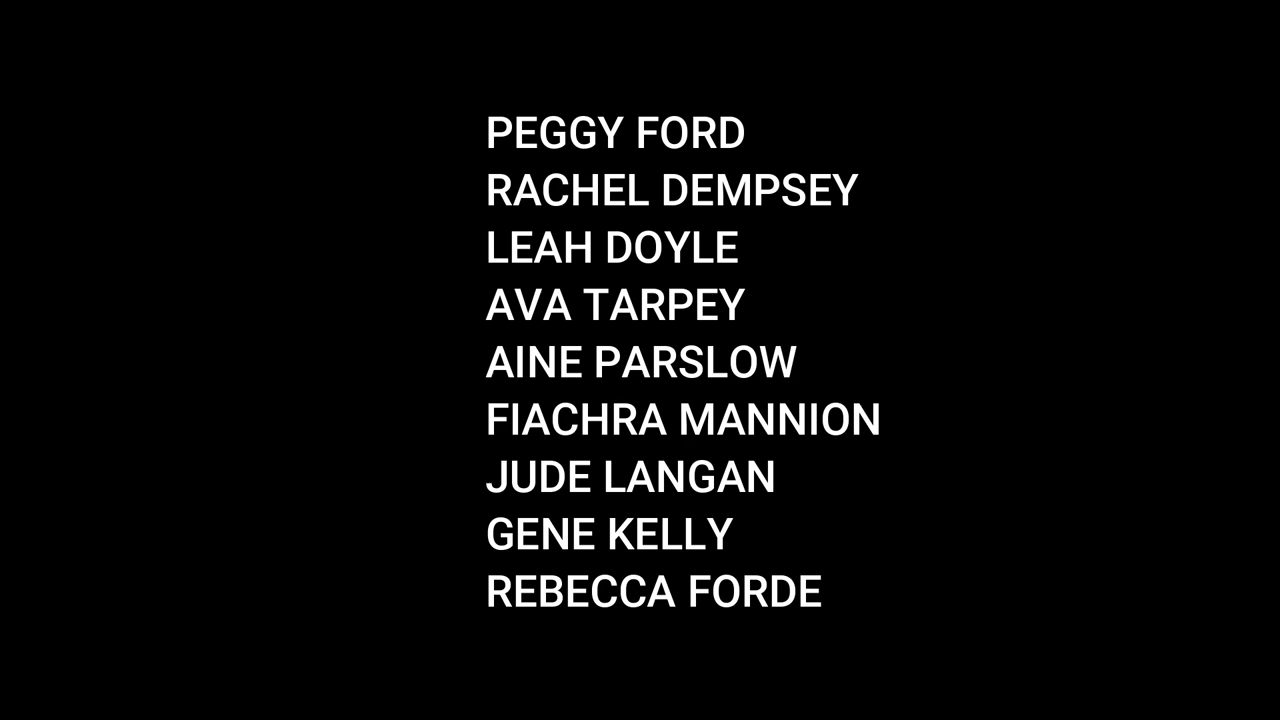 PEGGY FORD
RACHEL DEMPSEY
LEAH DOYLE
AVA TARPEY
AINE PARSLOW
FIACHRA MANNION
JUDE LANGAN
GENE KELLY
REBECCA FORDE